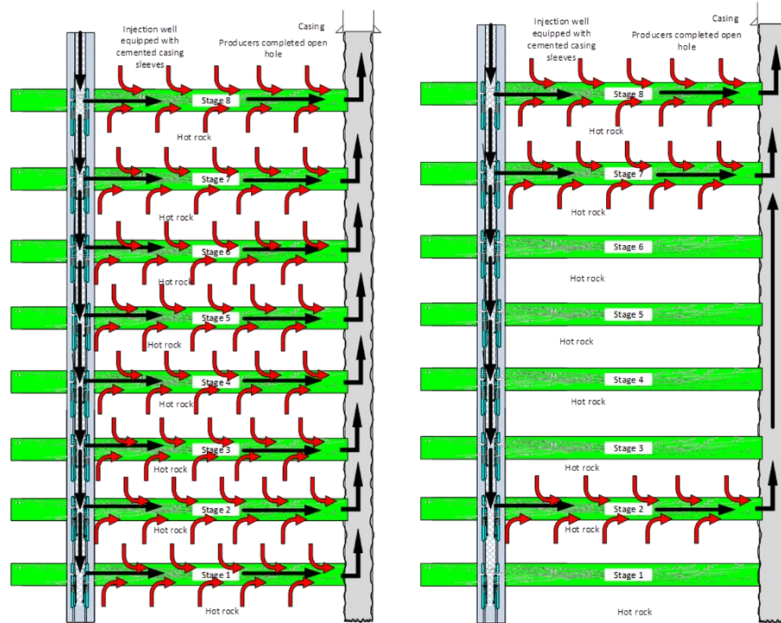 Casing
Injection well
equipped with
cemented casing
sleeves
Producers completed open
hole
Stage 8
Hot rock
Stage 7
Hot rock
Stage 6
Hot rock
Stage 5
Hot rock
Stage 4
Hot rock
Stage 3
Hot rock
Stage 2
Hot rock
Stage 1
Hot rock
Casing
Injection well
equipped with
cemented casing
sleeves
Producers completed open
hole
Stage 8
Hot rock
Stage 7
Hot rock
Stage 6
Hot rock
Stage 5
Hot rock
Stage 4
Hot rock
Stage 3
Hot rock
Stage 2
Hot rock
Stage 1
Hot rock